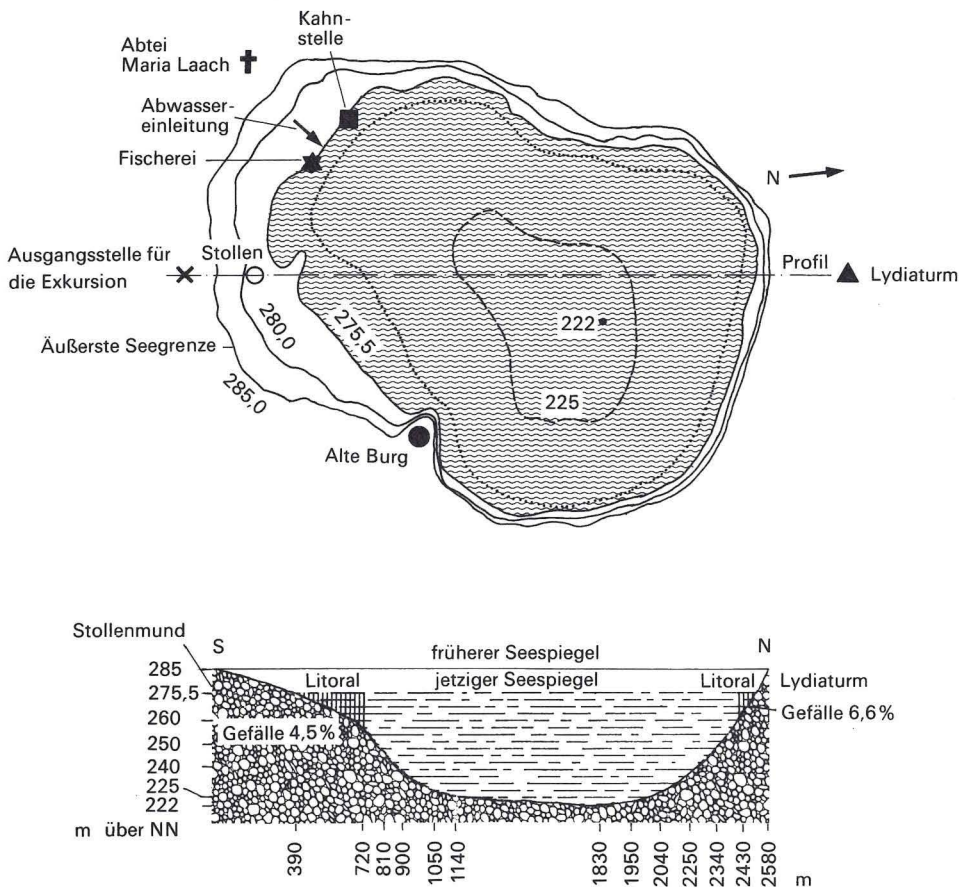 Kahn-
stelle
Abtei
Maria Laach
Abwasser-
einleitung
Fischerei
N
Ausgangsstelle für
die Exkursion
Stollen
Profil
Lydiaturm
222
280,0
275,5
Äußerste Seegrenze
285,0
225
Alte Burg
Stollenmund
S
N
früherer Seespiegel
285
Litoral
jetziger Seespiegel
Litoral
Lydiaturm
275,5
Gefälle 6,6%
260
Gefälle 4,5%
250
240
225
222
m über NN
390
720
810
900
1050
1140
1830
1950
2040
2250
2340
2430
2580
m